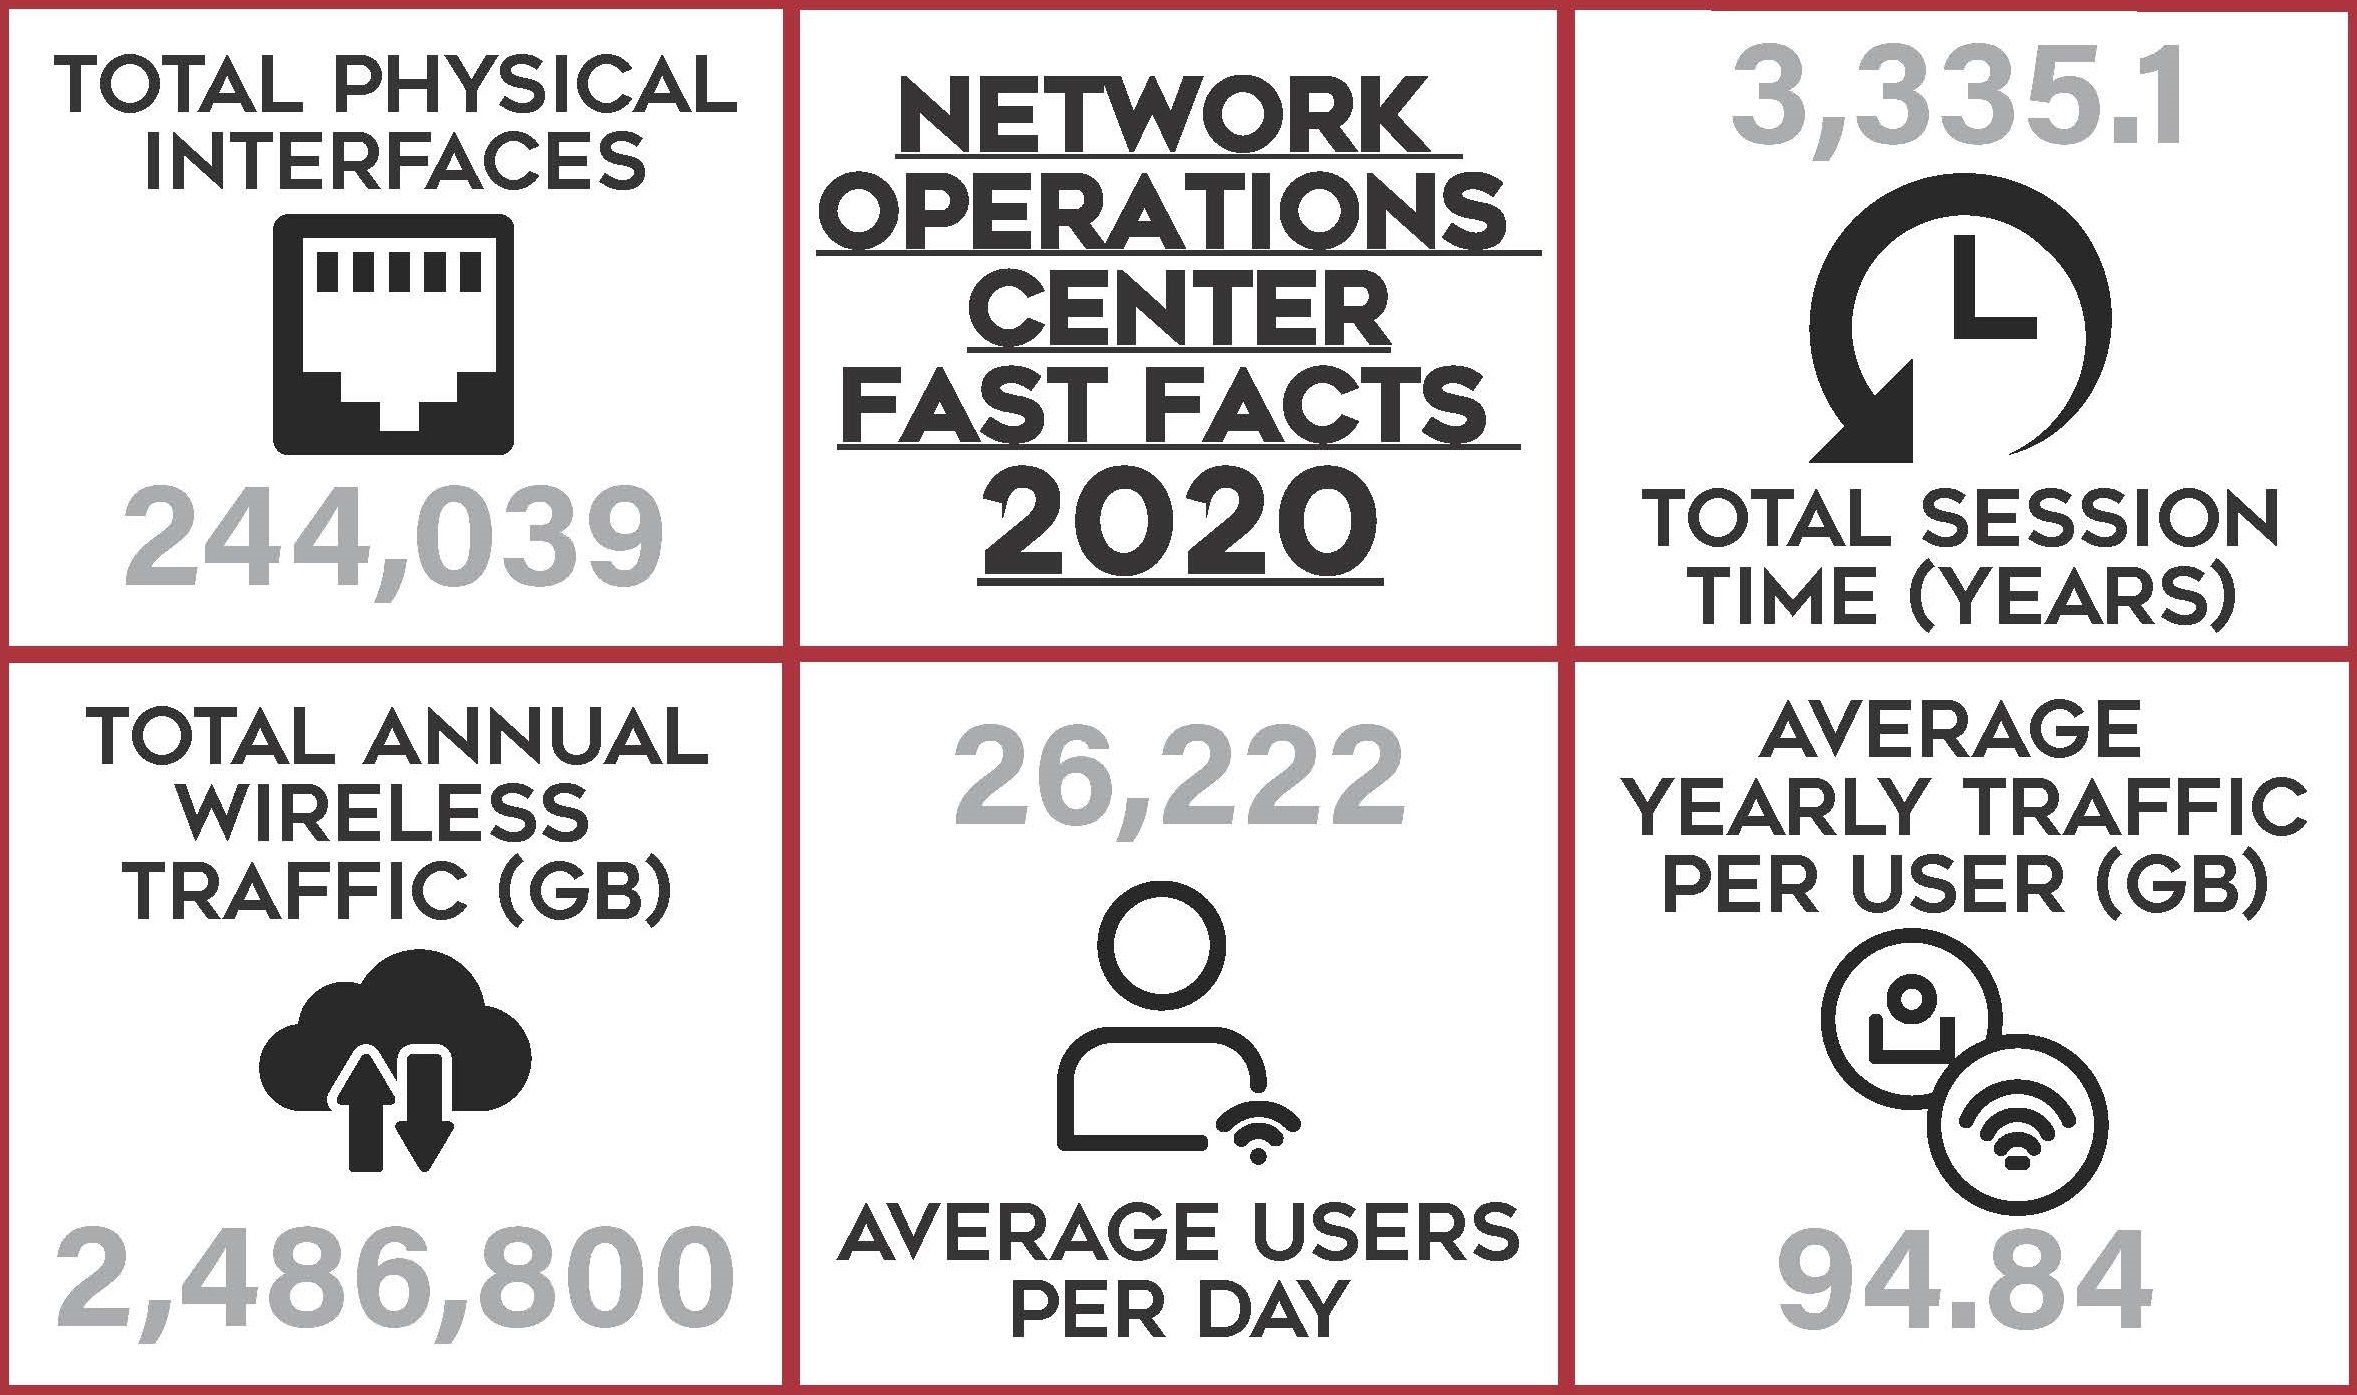 TOTAL PHYSICAL
INTERFACES
244,039
NETWORK
OPERATIONS
CENTER
FAST FACTS
2020
3,335.1
TOTAL SESSION
TIME (YEARS)
TOTAL ANNUAL
WIRELESS
TRAFFIC (GB)
2,486,800
26,222
AVERAGE USERS
PER DAY
AVERAGE
YEARLY TRAFFIC
PER USER (GB)
94.84